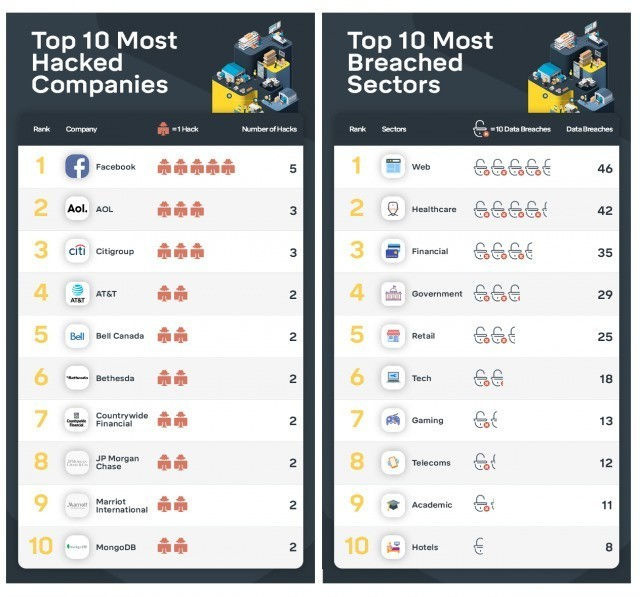 Top 10 Most
Hacked
Companies
Rank Company =1 Hack Number of Hacks
1 Facebook 5
2 Aol. AOL 3
3 citi Citigroup 3
4 AT&T AT&T 2
5 Bell Bell Canada 2
6 Bethesda Bethesda 2
7 Countrywide Financial Countrywide
Financial 2
8 JP Morgan
Chase 2
9 Marriott Marriot
International 2
10 MongoDB 2
Top 10 Most
Breached
Sectors
Rank Sectors =10 Data Breaches Data Breaches
1 Web 46
2 Healthcare 42
3 Financial 35
4 Government 29
5 Retail 25
6 Tech 18
7 Gaming 13
8 Telecoms 12
9 Academic 11
10 Hotels 8